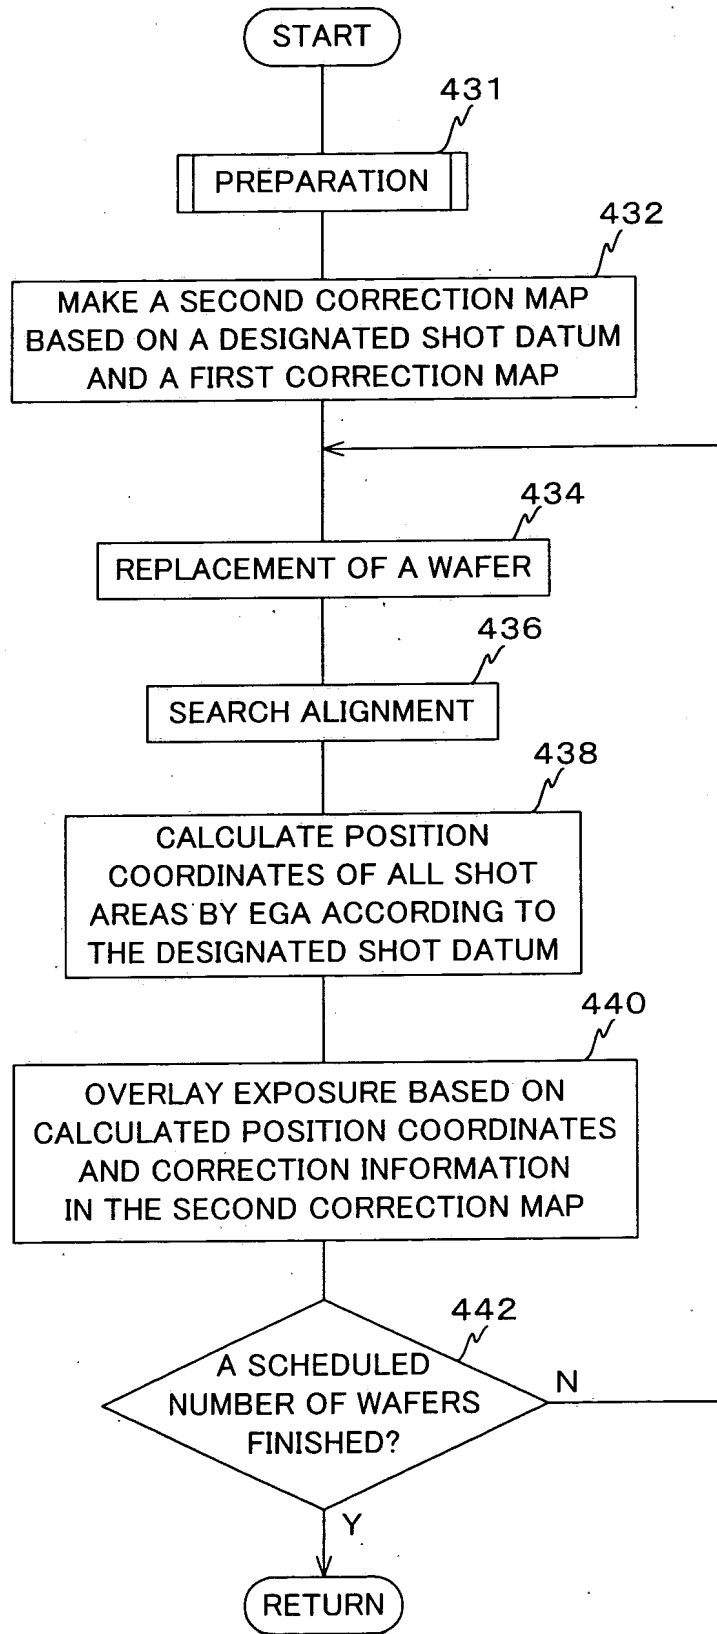 START
431
PREPARATION
432
MAKE A SECOND CORRECTION MAP
BASED ON A DESIGNATED SHOT DATUM
AND A FIRST CORRECTION MAP
434
REPLACEMENT OF A WAFER
436
SEARCH ALIGNMENT
438
CALCULATE POSITION
COORDINATES OF ALL SHOT
AREAS BY EGA ACCORDING TO
THE DESIGNATED SHOT DATUM
440
OVERLAY EXPOSURE BASED ON
CALCULATED POSITION COORDINATES
AND CORRECTION INFORMATION
IN THE SECOND CORRECTION MAP
442
A SCHEDULED
NUMBER OF WAFERS
FINISHED?
N
Y
RETURN